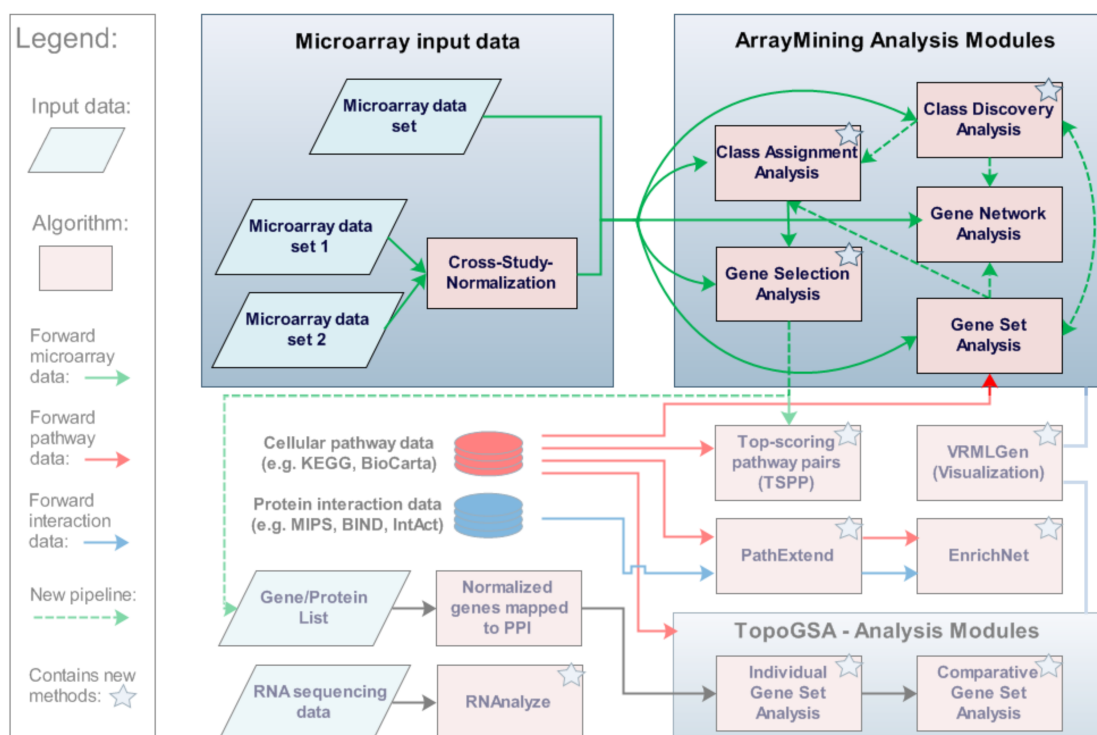 Legend:
Input data:
Algorithm:
Forward
microarray
data:
Forward
pathway
data:
Forward
interaction
data:
New pipeline:
Contains new
methods:
Microarray input data
Microarray data
set
Microarray data
set 1
Microarray data
set 2
Cross-Study-
Normalization
ArrayMining Analysis Modules
Class Discovery
Analysis
Class Assignment
Analysis
Gene Network
Analysis
Gene Selection
Analysis
Gene Set
Analysis
Cellular pathway data
(e.g. KEGG, BioCarta)
Protein interaction data
(e.g. MIPS, BIND, IntAct)
Top-scoring
pathway pairs
(TSPP)
VRMLGen
(Visualization)
PathExtend
EnrichNet
Gene/Protein
List
Normalized
genes mapped
to PPI
RNA sequencing
data
RNAnalyze
TopoGSA - Analysis Modules
Individual
Gene Set
Analysis
Comparative
Gene Set
Analysis